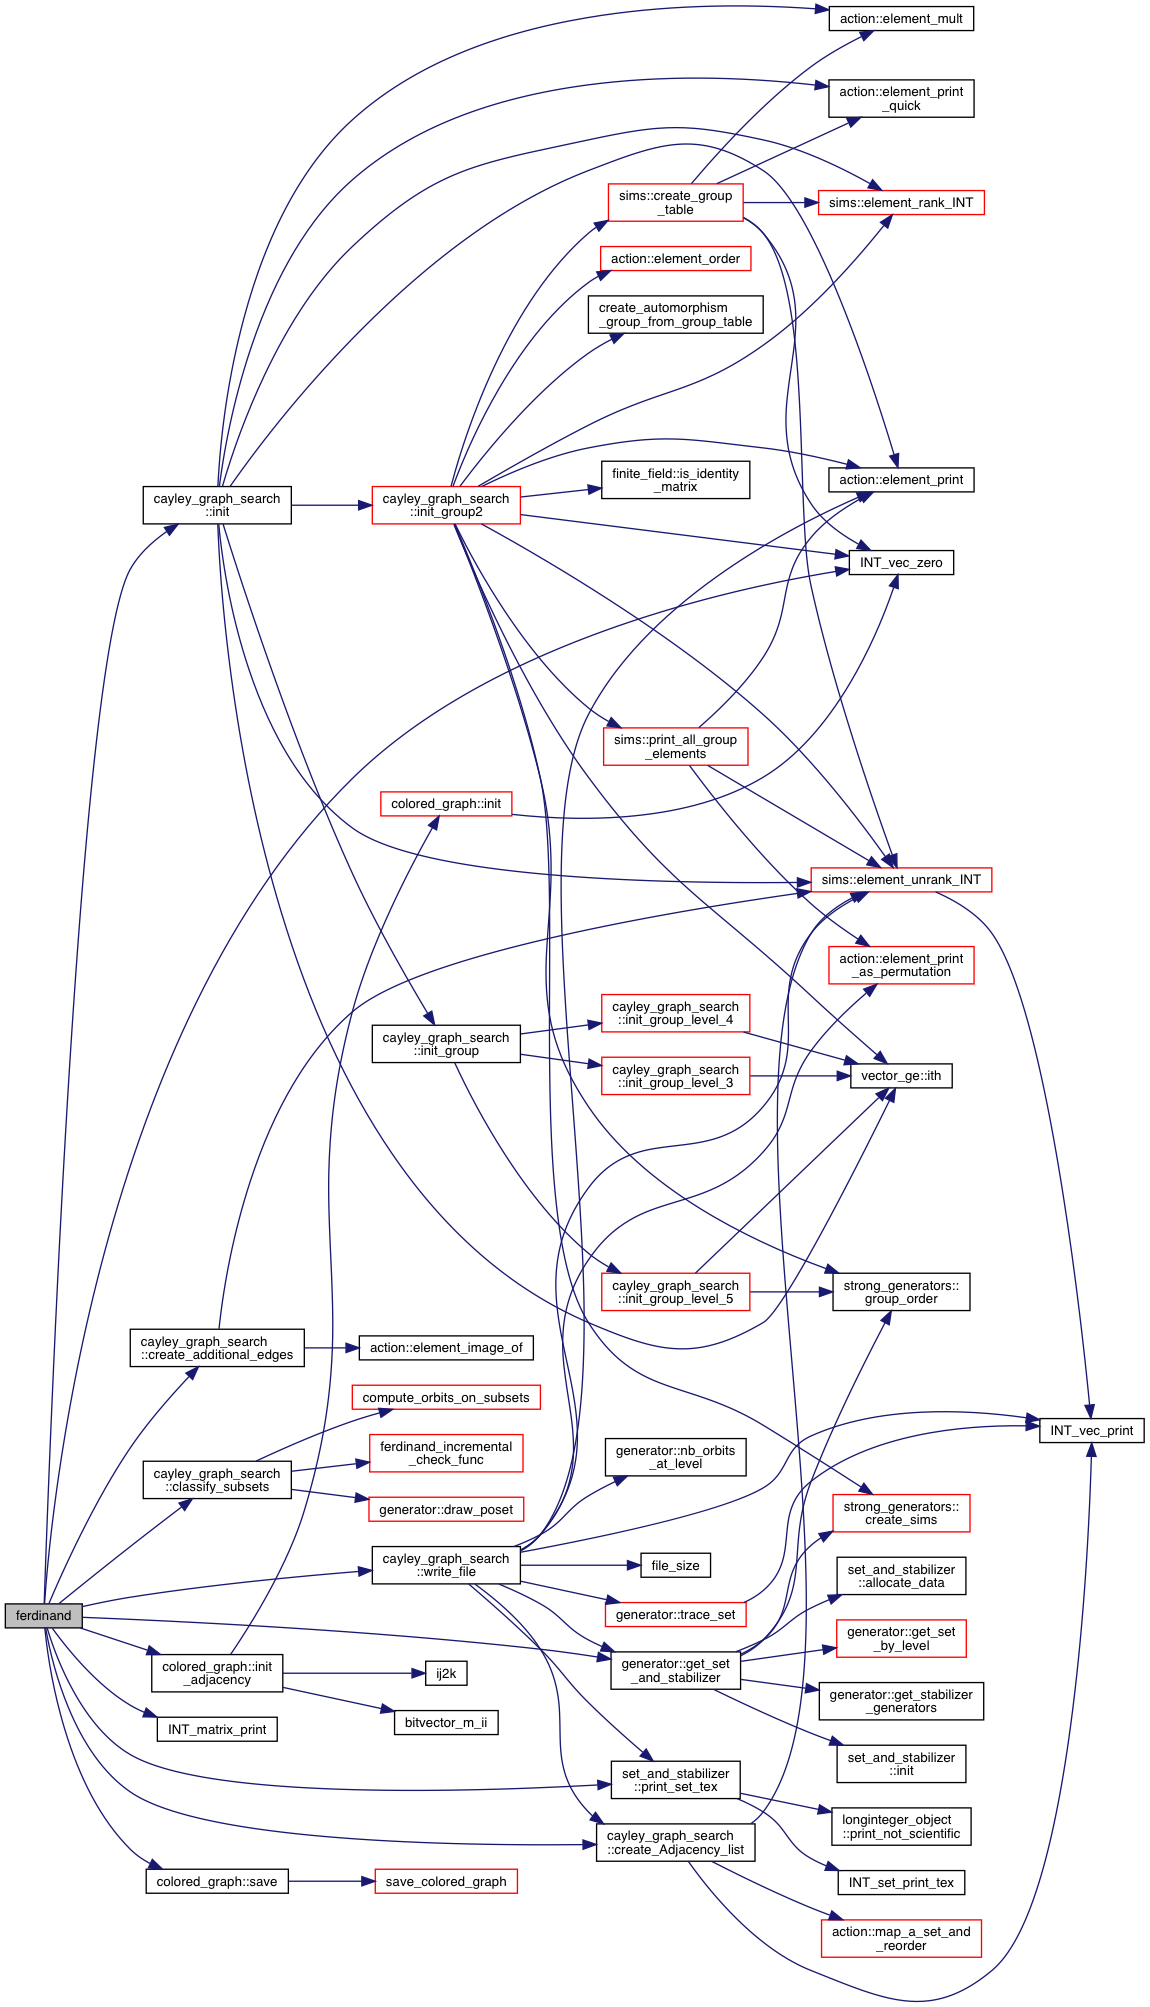 action::element_mult
action::element_print
_quick
sims::create_group
_table
sims::element_rank_INT
action::element_order
create_automorphism
_group_from_group_table
finite_field::is_identity
_matrix
action::element_print
cayley_graph_search
::init
cayley_graph_search
::init_group2
INT_vec_zero
sims::print_all_group
_elements
colored_graph::init
sims::element_unrank_INT
action::element_print
_as_permutation
cayley_graph_search
::init_group_level_4
cayley_graph_search
::init_group
cayley_graph_search
::init_group_level_3
vector_ge::ith
cayley_graph_search
::init_group_level_5
strong_generators::
group_order
cayley_graph_search
::create_additional_edges
action::element_image_of
compute_orbits_on_subsets
INT_vec_print
ferdinand_incremental
_check_func
generator::nb_orbits
_at_level
cayley_graph_search
::classify_subsets
generator::draw_poset
strong_generators::
create_sims
cayley_graph_search
::write_file
file_size
set_and_stabilizer
::allocate_data
ferdinand
generator::trace_set
generator::get_set
_by_level
colored_graph::init
_adjacency
ij2k
generator::get_set
_and_stabilizer
generator::get_stabilizer
_generators
INT_matrix_print
bitvector_m_ii
set_and_stabilizer
::init
set_and_stabilizer
::print_set_tex
longinteger_object
::print_not_scientific
cayley_graph_search
::create_Adjacency_list
colored_graph::save
save_colored_graph
INT_set_print_tex
action::map_a_set_and
_reorder